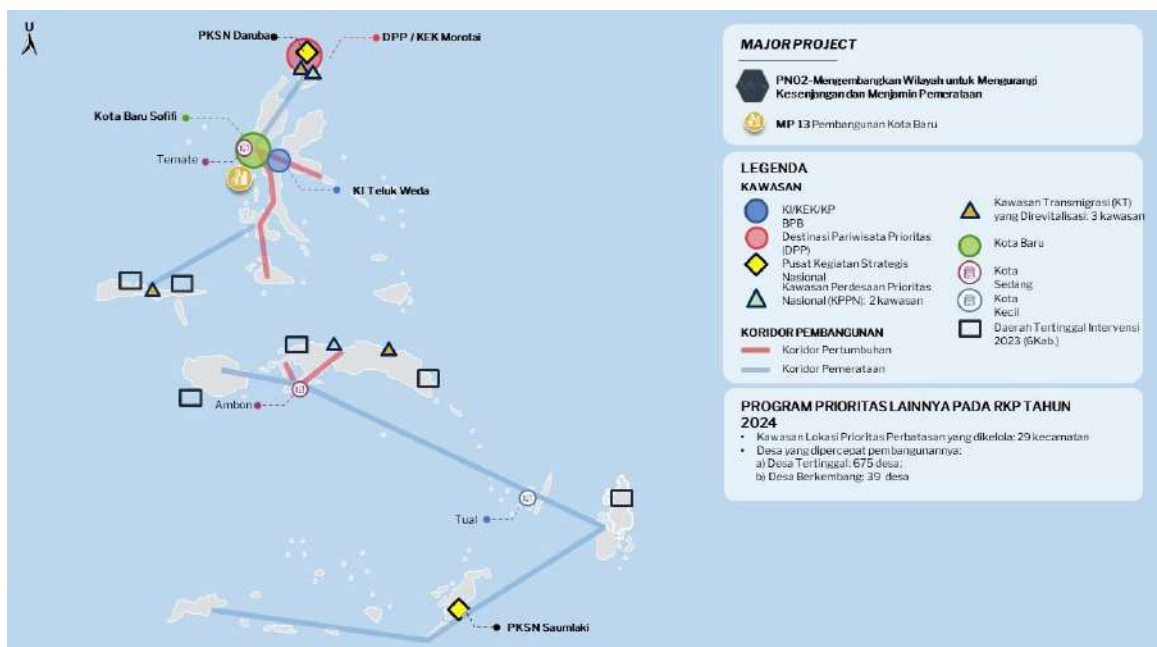 U
PKSN Daruba
DPP / KEK Morotai
Kota Baru Sofifi
Ternate
KI Teluk Weda
Ambon
Tual
PKSN Saumlaki
MAJOR PROJECT
PN02-Mengembangkan Wilayah untuk Mengurangi
Kesenjangan dan Menjamin Pemerataan
MP 13 Pembangunan Kota Baru
LEGENDA
KAWASAN
KI/KEK/KP
BPB
Destinasi Pariwisata Prioritas
(DPP)
Pusat Kegiatan Strategis
Nasional
Kawasan Perdesaan Prioritas
Nasional (KPPN): 2 kawasan
KORIDOR PEMBANGUNAN
Koridor Pertumbuhan
Koridor Pemerataan
Kawasan Transmigrasi (KT)
yang Direvitalisasi: 3 kawasan
Kota Baru
Kota
Sedang
Kota
Kecil
Daerah Tertinggal Intervensi
2023 (6Kab.)
PROGRAM PRIORITAS LAINNYA PADA RKP TAHUN
2024
• Kawasan Lokasi Prioritas Perbatasan yang dikelola: 29 kecamatan
• Desa yang dipercepat pembangunannya:
a) Desa Tertinggal: 675 desa;
b) Desa Berkembang: 39 desa